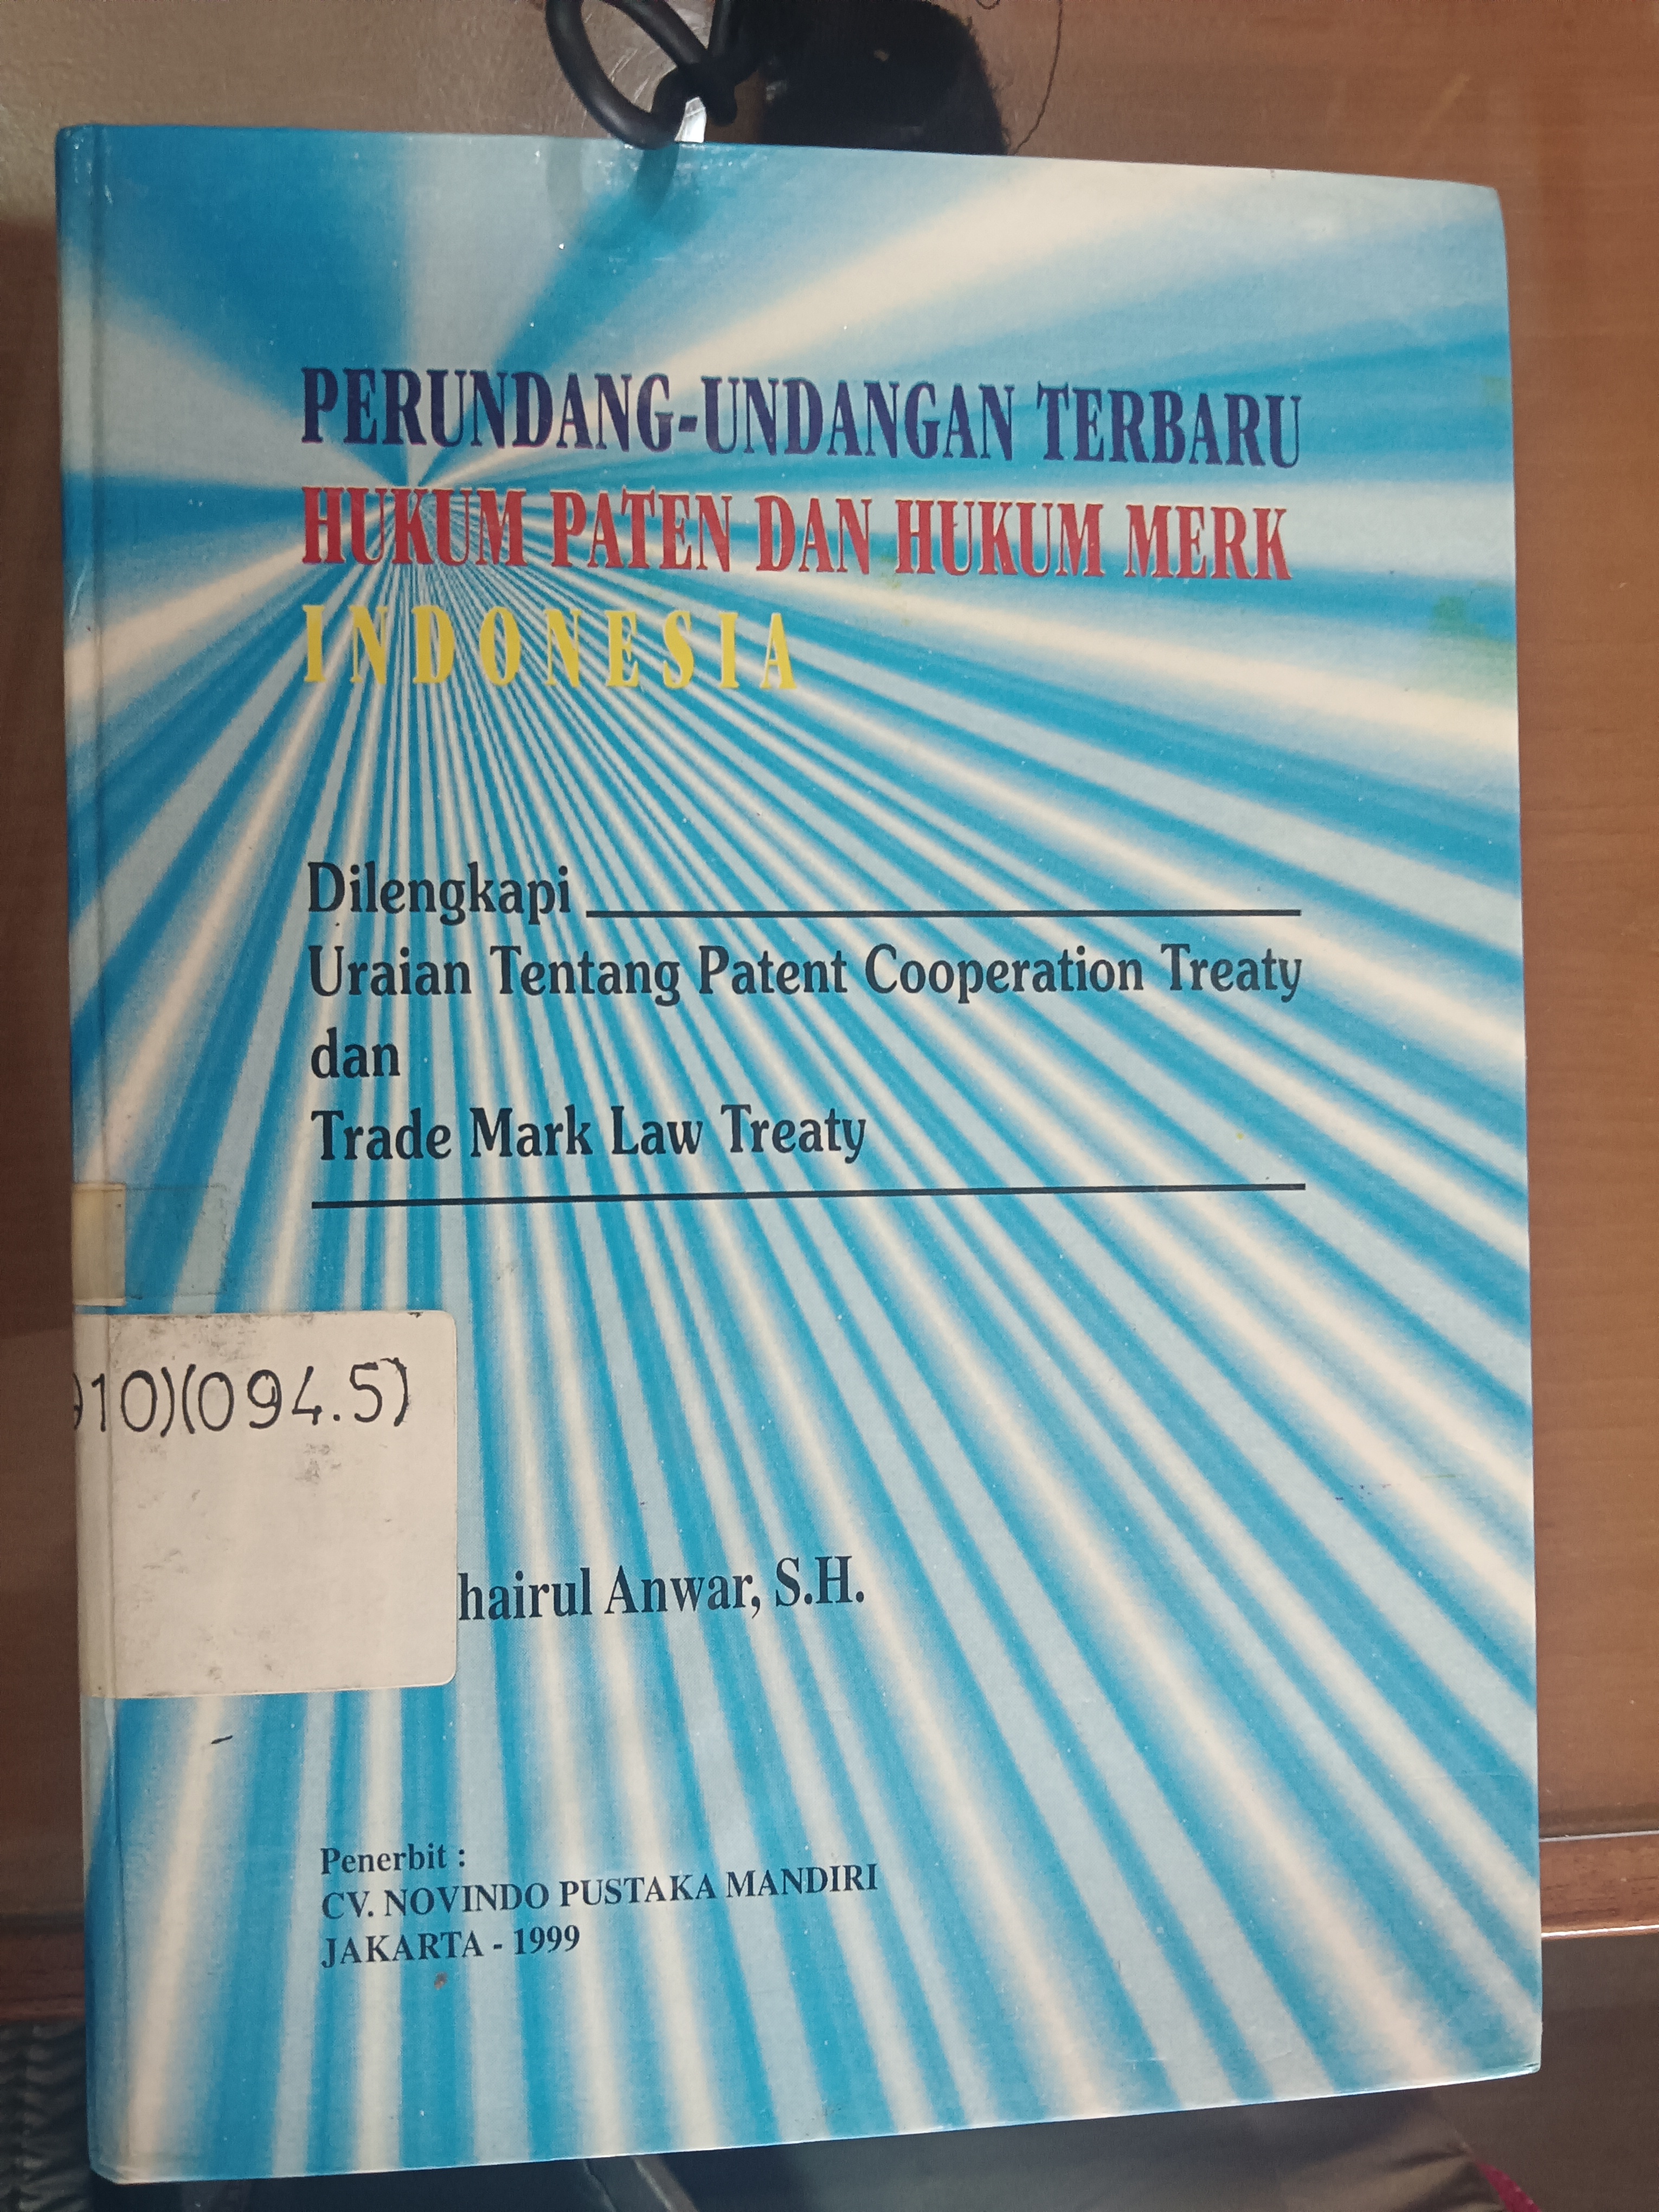 PERUNDANG-UNDANGAN TERBARU
HUKUM PATEN DAN HUKUM MERK
INDONESIA
Dilengkapi
Uraian Tentang Patent Cooperation Treaty
dan
Trade Mark Law Treaty
10)(094.5)
hairul Anwar, S.H.
Penerbit :
CV. NOVINDO PUSTAKA MANDIRI
JAKARTA - 1999